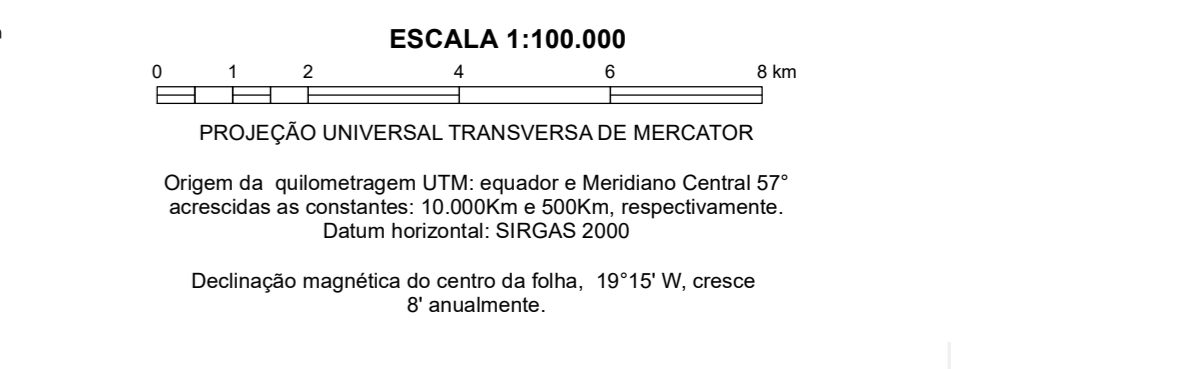 ESCALA 1:100.000
0 1 2 4 6 8 km
PROJEÇÃO UNIVERSAL TRANSVERSA DE MERCATOR
Origem da quilometragem UTM: equador e Meridiano Central 57°
acrescidas as constantes: 10.000Km e 500Km, respectivamente.
Datum horizontal: SIRGAS 2000
Declinação magnética do centro da folha, 19°15' W, cresce
8' anualmente.